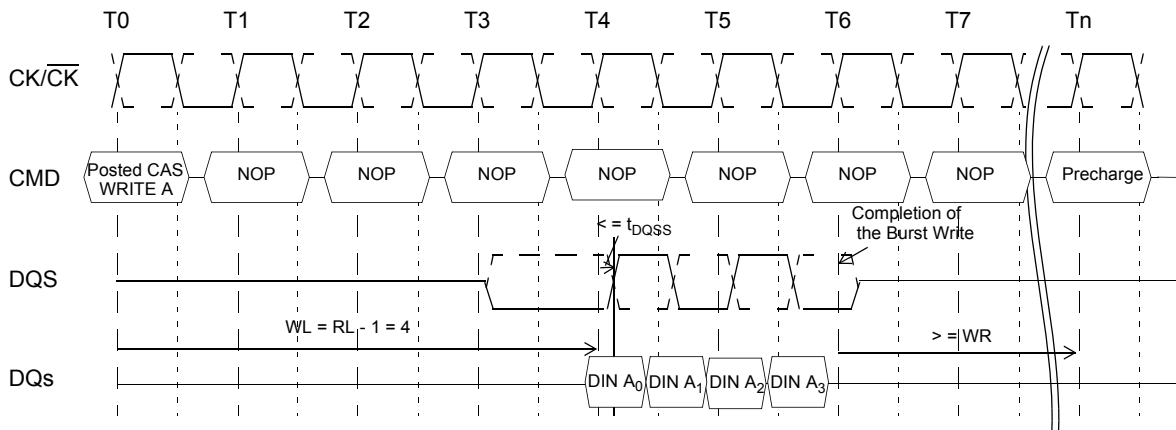 T0 T1 T2 T3 T4 T5 T6 T7 Tn
CK/CK
CMD
Posted CAS
WRITE A
NOP NOP NOP NOP NOP NOP NOP Precharge
< = tDQSS
Completion of
the Burst Write
DQS
WL = RL - 1 = 4
> = WR
DQs
DIN A0 DIN A1 DIN A2 DIN A3